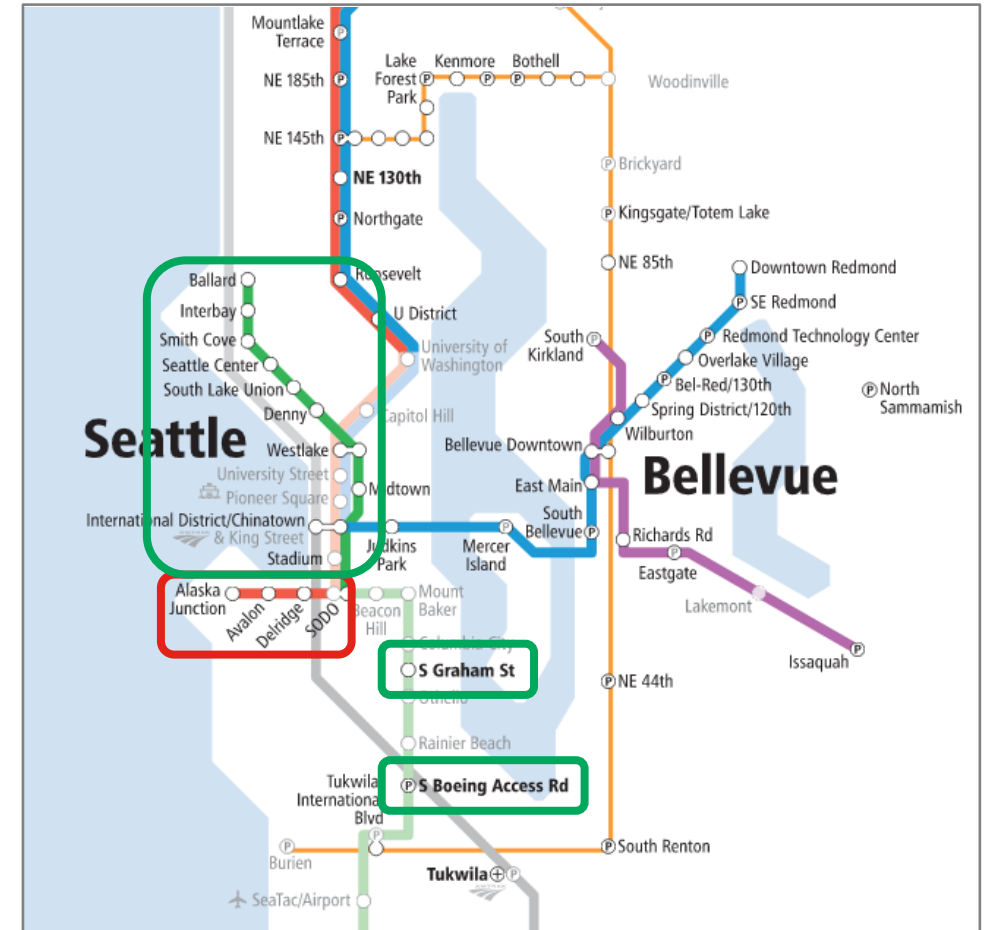 Mountlake
Terrace
NE 185th
Lake
Forest
Park
Kenmore
Bothell
Woodinville
NE 145th
NE 130th
Brickyard
Northgate
Kingsgate/Totem Lake
Roosevelt
NE 85th
Downtown Redmond
Ballard
Interbay
SE Redmond
U District
Smith Cove
South
Kirkland
Redmond Technology Center
University of
Washington
Seattle Center
Overlake Village
South Lake Union
Bel-Red/130th
North
Sammamish
Denny
Capitol Hill
Spring District/120th
Seattle
Wilburton
Westlake
Bellevue Downtown
University Street
Bellevue
Pioneer Square
Midtown
East Main
International District/Chinatown
& King Street
AMTRAK
South
Bellevue
Judkins
Park
Mercer
Island
Richards Rd
Stadium
Eastgate
Alaska
Junction
Avalon
Delridge
SODO
Beacon
Hill
Mount
Baker
Lakemont
Columbia City
S Graham St
Issaquah
NE 44th
Othello
Rainier Beach
S Boeing Access Rd
Tukwila
International
Blvd
South Renton
Burien
Tukwila
AMTRAK
SeaTac/Airport